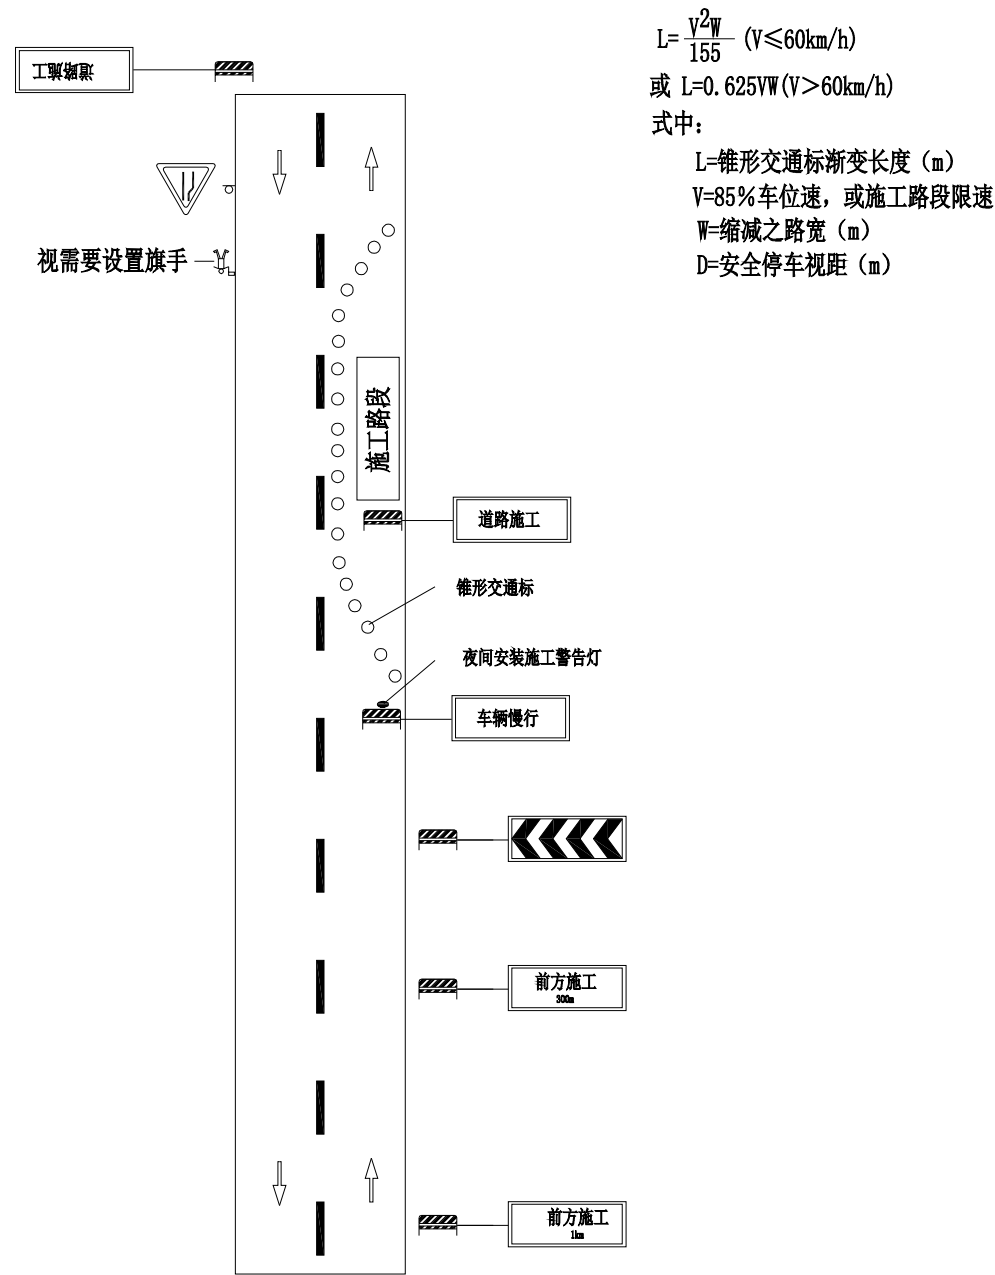 L=V²W/155 (V≤60km/h)
或 L=0.625VW(V>60km/h)
式中:
L=锥形交通标渐变长度（m）
V=85%车位速，或施工路段限速
W=缩减之路宽（m）
D=安全停车视距（m）
道路施工
视需要设置旗手
施工路段
道路施工
锥形交通标
夜间安装施工警告灯
车辆慢行
前方施工
300m
前方施工
1km